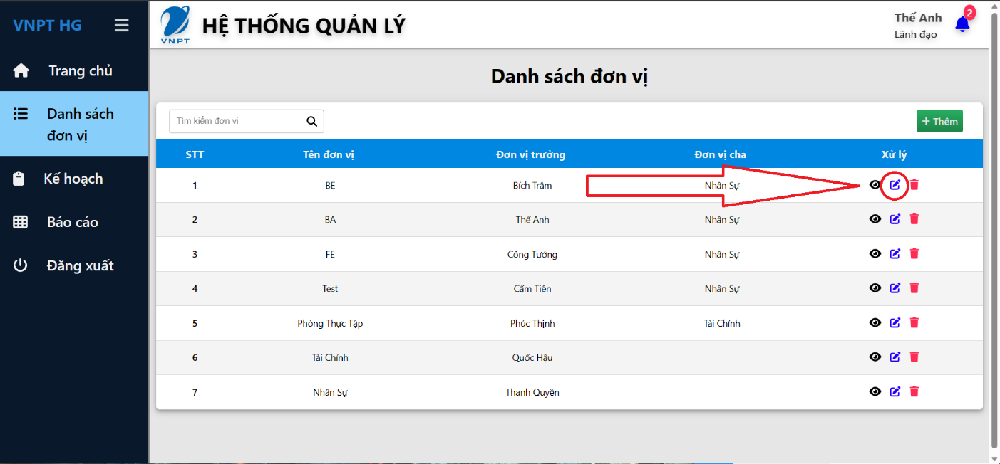 VNPT HG
VNPT
HỆ THỐNG QUẢN LÝ
Thế Anh
Lãnh đạo
2
Trang chủ
Danh sách
đơn vị
Kế hoạch
Báo cáo
Đăng xuất
Danh sách đơn vị
Tìm kiếm đơn vị
+ Thêm
STT Tên đơn vị Đơn vị trưởng Đơn vị cha Xử lý
1 BE Bích Trâm Nhân Sự
2 BA Thế Anh Nhân Sự
3 FE Công Tướng Nhân Sự
4 Test Cẩm Tiên Nhân Sự
5 Phòng Thực Tập Phúc Thịnh Tài Chính
6 Tài Chính Quốc Hậu
7 Nhân Sự Thanh Quyền